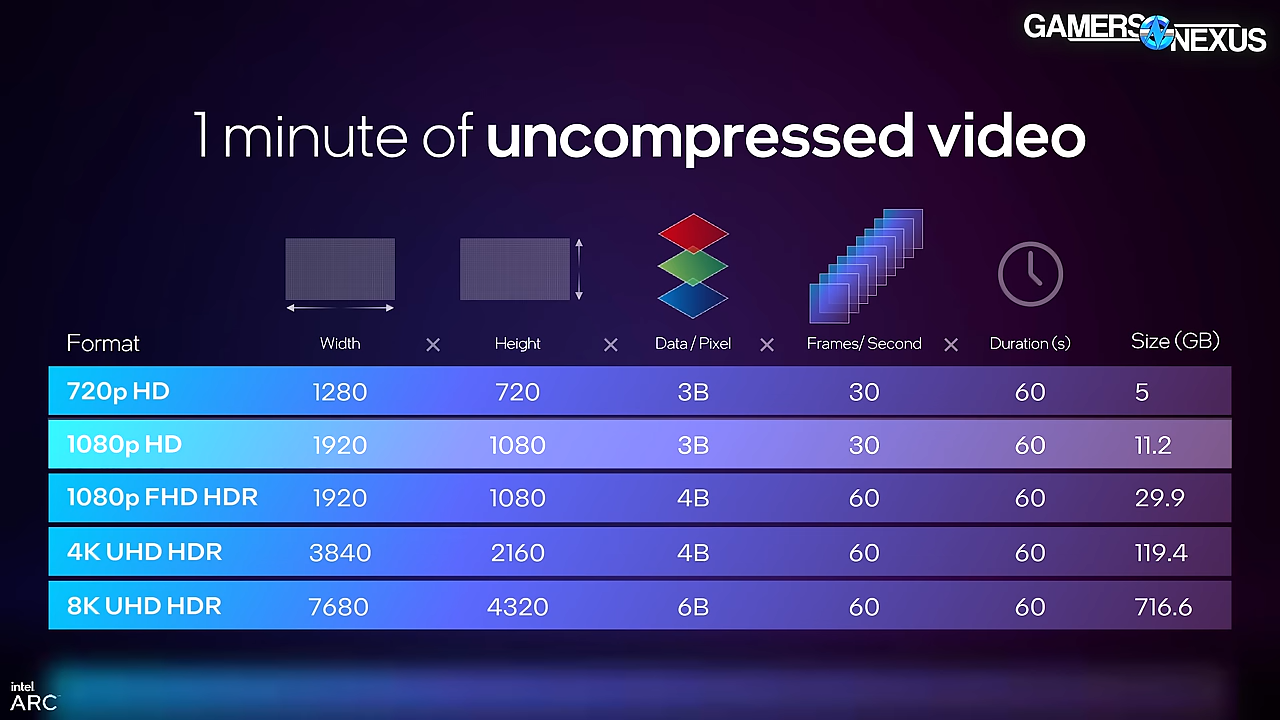 GAMERS NEXUS
1 minute of uncompressed video
Format Width × Height × Data / Pixel × Frames/ Second × Duration (s) Size (GB)
720p HD 1280 720 3B 30 60 5
1080p HD 1920 1080 3B 30 60 11.2
1080p FHD HDR 1920 1080 4B 60 60 29.9
4K UHD HDR 3840 2160 4B 60 60 119.4
8K UHD HDR 7680 4320 6B 60 60 716.6
intel
ARC